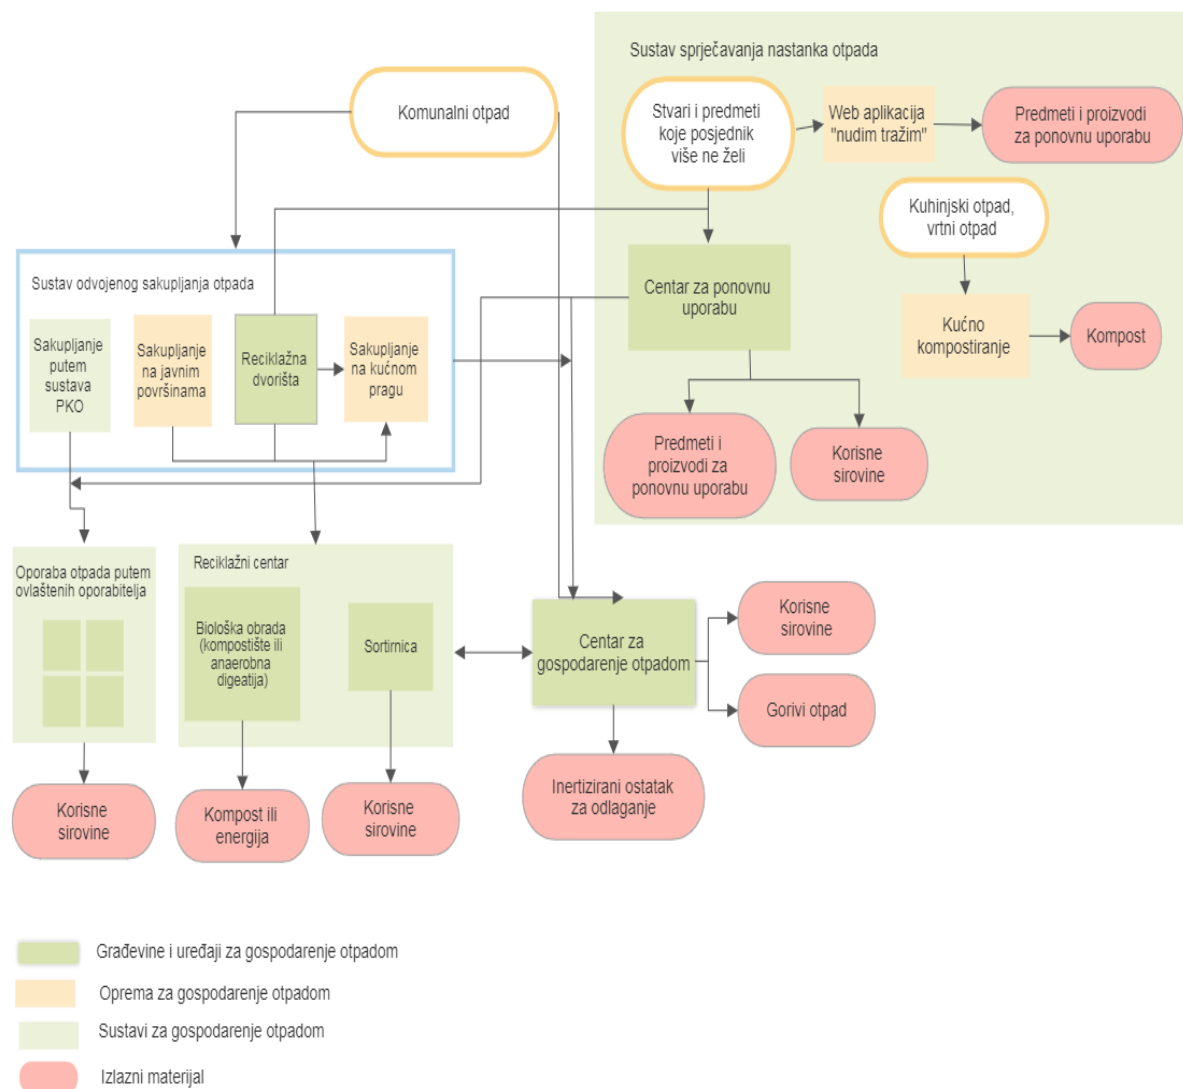 Sustav sprječavanja nastanka otpada
Komunalni otpad
Stvari i predmeti
koje posjednik
više ne želi
Web aplikacija
"nudim tražim"
Predmeti i proizvodi
za ponovnu uporabu
Kuhinjski otpad,
vrtni otpad
Centar za ponovnu
uporabu
Kućno
kompostiranje
Kompost
Predmeti i
proizvodi za
ponovnu uporabu
Korisne
sirovine
Sustav odvojenog sakupljanja otpada
Sakupljanje
putem
sustava
PKO
Sakupljanje
na javnim
površinama
Reciklažna
dvorišta
Sakupljanje
na kućnom
pragu
Oporaba otpada putem
ovlaštenih oporabitelja
Reciklažni centar
Biološka obrada
(kompostište ili
anaerobna
digeatija)
Sortirnica
Centar za
gospodarenje otpadom
Korisne
sirovine
Gorivi otpad
Inertizirani ostatak
za odlaganje
Korisne
sirovine
Kompost ili
energija
Korisne
sirovine
Građevine i uređaji za gospodarenje otpadom
Oprema za gospodarenje otpadom
Sustavi za gospodarenje otpadom
Izlazni materijal